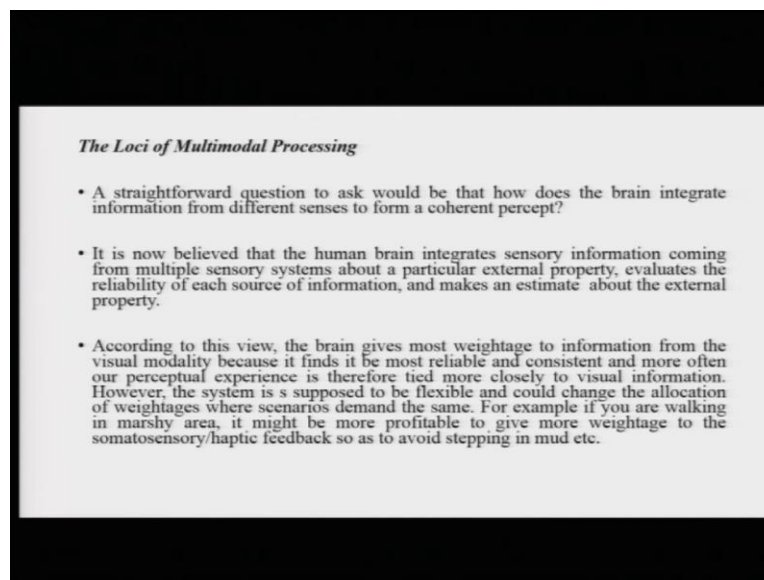 The Loci of Multimodal Processing
• A straightforward question to ask would be that how does the brain integrate
information from different senses to form a coherent percept?
• It is now believed that the human brain integrates sensory information coming
from multiple sensory systems about a particular external property, evaluates the
reliability of each source of information, and makes an estimate about the external
property.
• According to this view, the brain gives most weightage to information from the
visual modality because it finds it be most reliable and consistent and more often
our perceptual experience is therefore tied more closely to visual information.
However, the system is s supposed to be flexible and could change the allocation
of weightages where scenarios demand the same. For example if you are walking
in marshy area, it might be more profitable to give more weightage to the
somatosensory/haptic feedback so as to avoid stepping in mud etc.